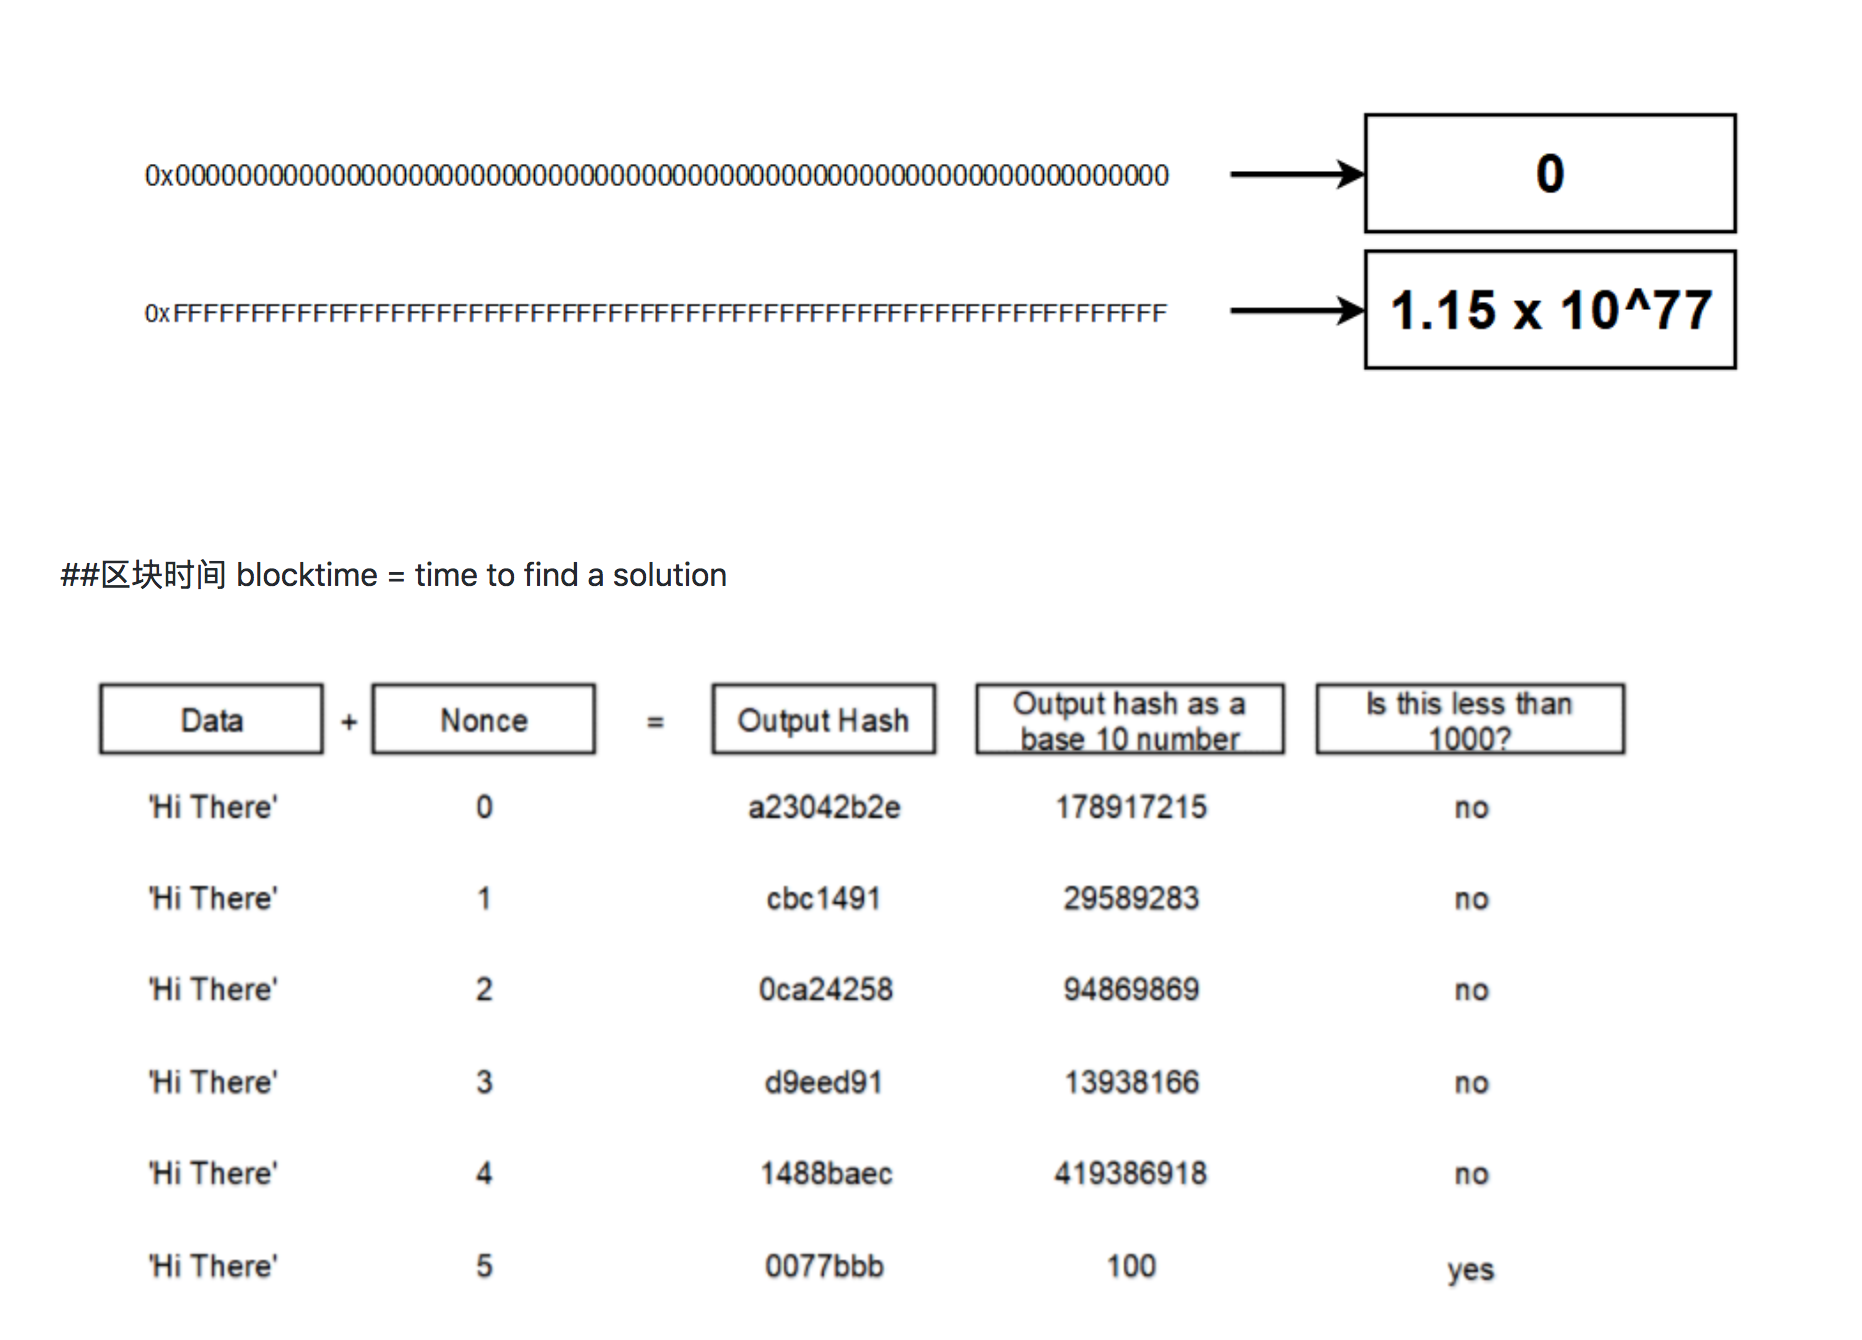 0x0000000000000000000000000000000000000000000000000000000000000000
0
0xFFFFFFFFFFFFFFFFFFFFFFFFFFFFFFFFFFFFFFFFFFFFFFFFFFFFFFFFFFFFFFFF
1.15 x 10^77
##区块时间 blocktime = time to find a solution
Data + Nonce = Output Hash Output hash as a base 10 number Is this less than 1000?
'Hi There' 0 a23042b2e 178917215 no
'Hi There' 1 cbc1491 29589283 no
'Hi There' 2 0ca24258 94869869 no
'Hi There' 3 d9eed91 13938166 no
'Hi There' 4 1488baec 419386918 no
'Hi There' 5 0077bbb 100 yes